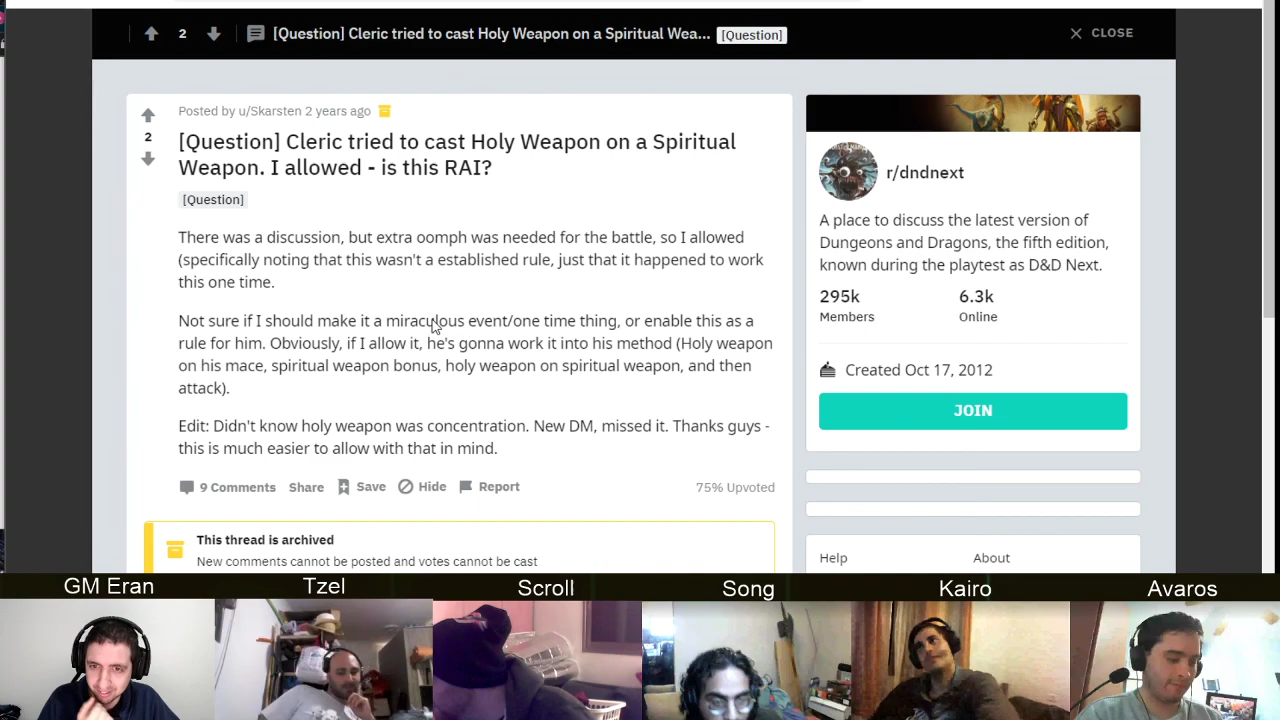 2
[Question] Cleric tried to cast Holy Weapon on a Spiritual Wea...
[Question]
CLOSE
Posted by u/Skarsten 2 years ago
2
[Question] Cleric tried to cast Holy Weapon on a Spiritual
Weapon. I allowed - is this RAI?
[Question]
There was a discussion, but extra oomph was needed for the battle, so I allowed
(specifically noting that this wasn't a established rule, just that it happened to work
this one time.
Not sure if I should make it a miraculous event/one time thing, or enable this as a
rule for him. Obviously, if I allow it, he's gonna work it into his method (Holy weapon
on his mace, spiritual weapon bonus, holy weapon on spiritual weapon, and then
attack).
Edit: Didn't know holy weapon was concentration. New DM, missed it. Thanks guys -
this is much easier to allow with that in mind.
9 Comments Share Save Hide Report
75% Upvoted
This thread is archived
New comments cannot be posted and votes cannot be cast
r/dndnext
A place to discuss the latest version of
Dungeons and Dragons, the fifth edition,
known during the playtest as D&D Next.
295k 6.3k
Members Online
Created Oct 17, 2012
JOIN
Help About
GM Eran Tzel Scroll Song Kairo Avaros